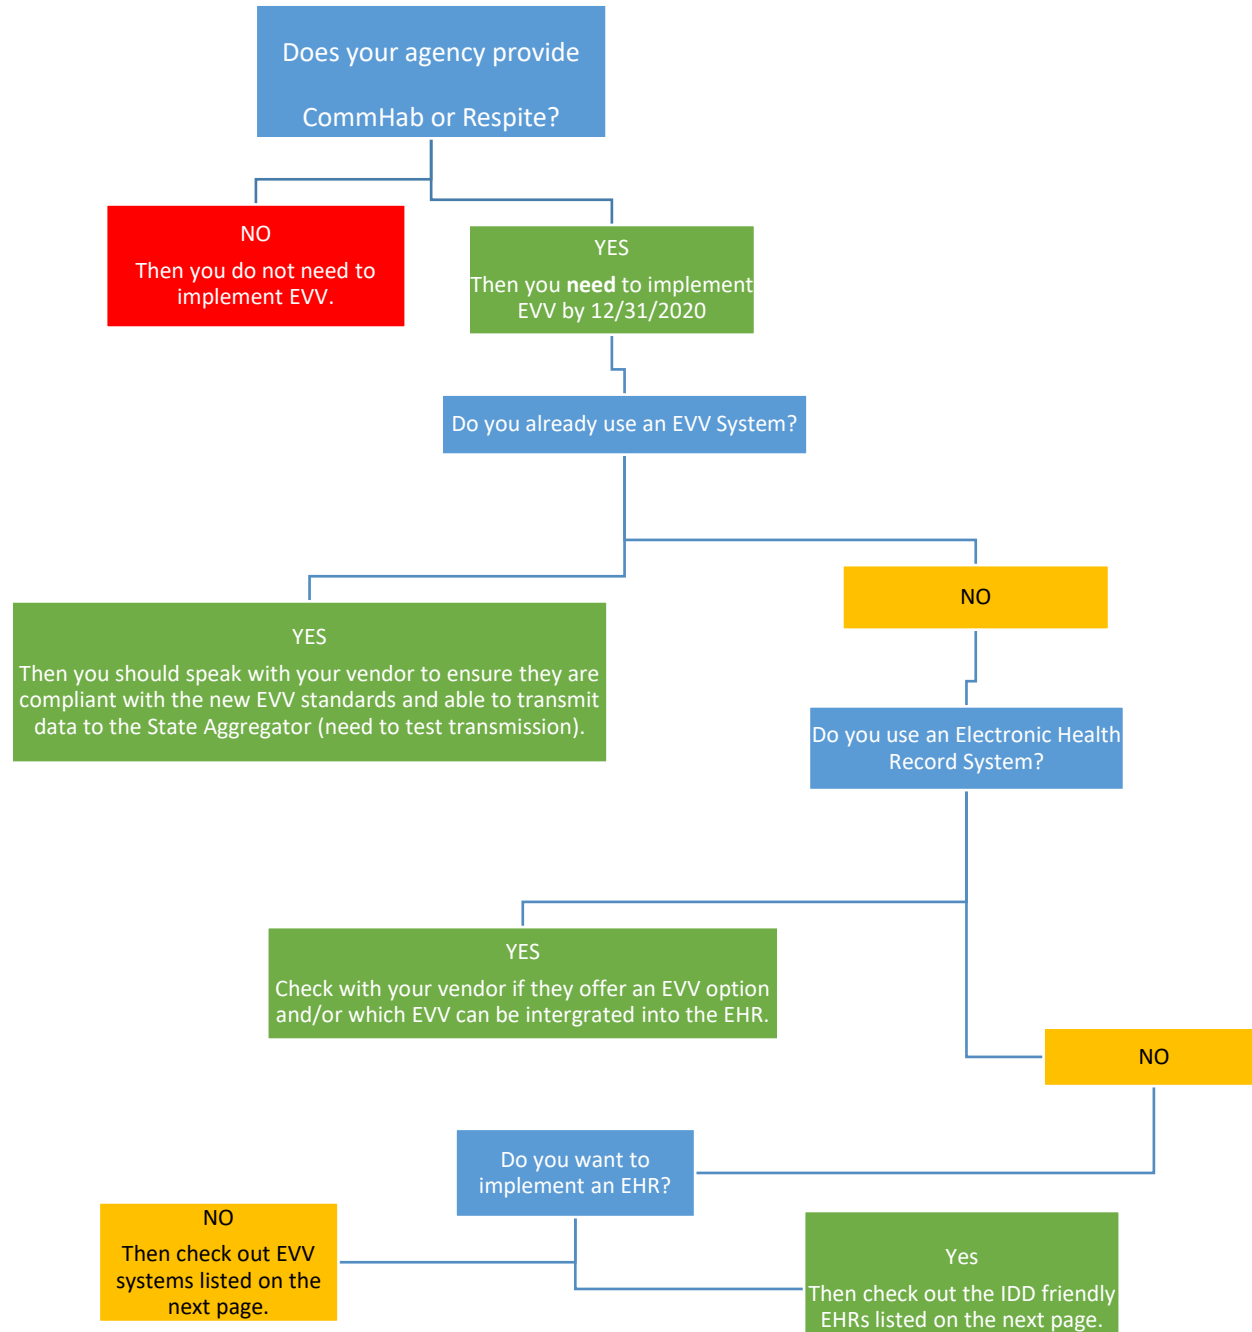 Does your agency provide
CommHab or Respite?
NO
Then you do not need to
implement EVV.
YES
Then you need to implement
EVV by 12/31/2020
Do you already use an EVV System?
NO
YES
Then you should speak with your vendor to ensure they are
compliant with the new EVV standards and able to transmit
data to the State Aggregator (need to test transmission).
Do you use an Electronic Health
Record System?
YES
Check with your vendor if they offer an EVV option
and/or which EVV can be intergrated into the EHR.
NO
Do you want to
implement an EHR?
NO
Then check out EVV
systems listed on the
next page.
Yes
Then check out the IDD friendly
EHRs listed on the next page.